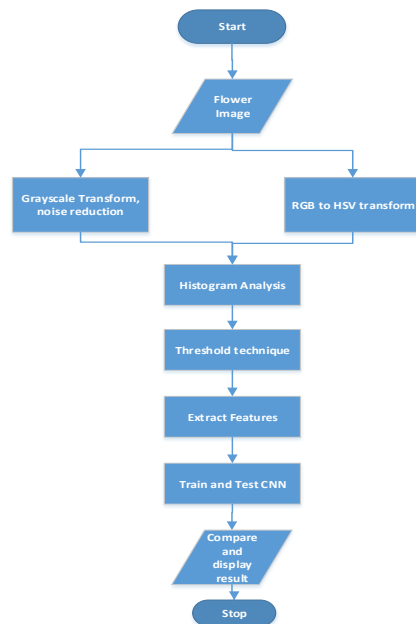 Start
Flower
Image
Grayscale Transform,
noise reduction
RGB to HSV transform
Histogram Analysis
Threshold technique
Extract Features
Train and Test CNN
Compare
and
display
result
Stop